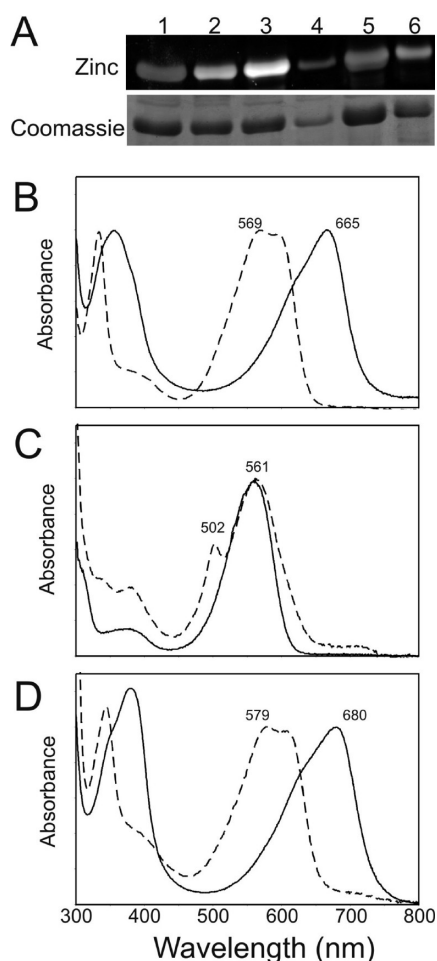 A
1 2 3 4 5 6
Zinc
Coomassie
B
569
665
Absorbance
C
561
502
Absorbance
D
579
680
Absorbance
300 400 500 600 700 800
Wavelength (nm)